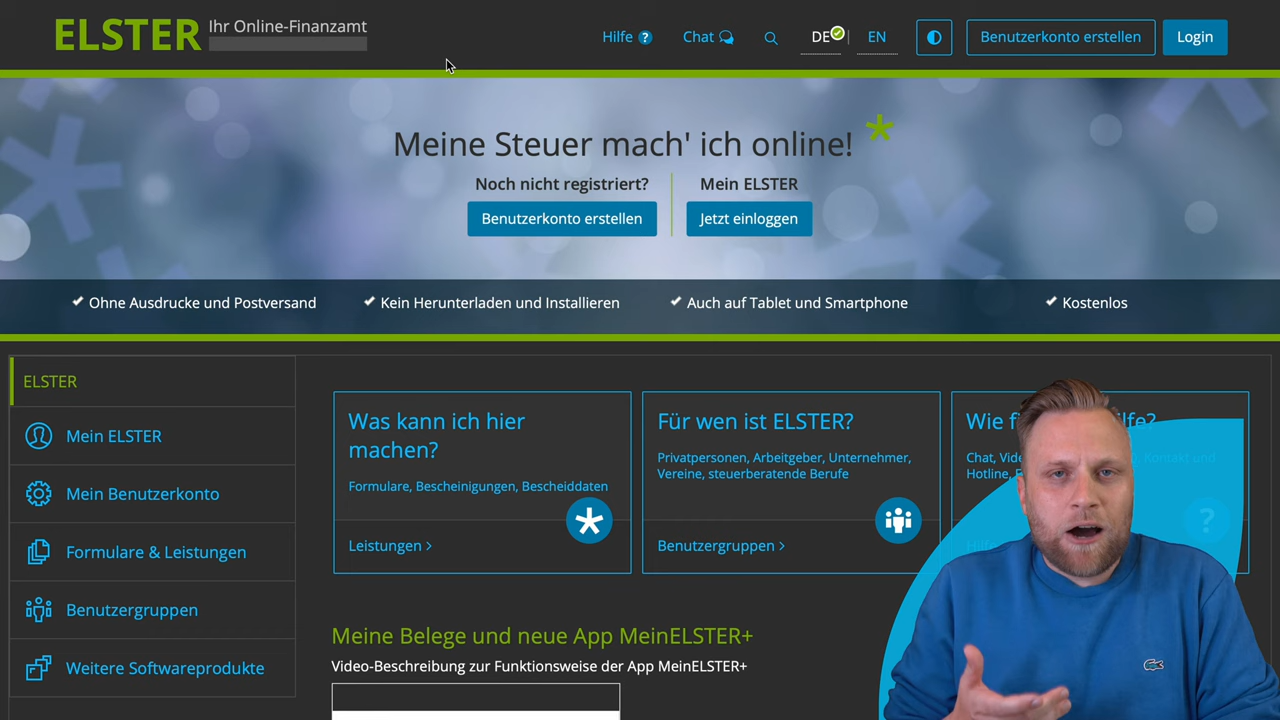 ELSTER
Ihr Online-Finanzamt
Hilfe
Chat
DE
EN
Benutzerkonto erstellen
Login
Meine Steuer mach' ich online!
Noch nicht registriert?
Mein ELSTER
Benutzerkonto erstellen
Jetzt einloggen
Ohne Ausdrucke und Postversand
Kein Herunterladen und Installieren
Auch auf Tablet und Smartphone
Kostenlos
ELSTER
Mein ELSTER
Mein Benutzerkonto
Formulare & Leistungen
Benutzergruppen
Weitere Softwareprodukte
Was kann ich hier
machen?
Formulare, Bescheinigungen, Bescheiddaten
Leistungen
Für wen ist ELSTER?
Privatpersonen, Arbeitgeber, Unternehmer,
Vereine, steuerberatende Berufe
Benutzergruppen
Wie
Chat,
Kontakt und
Hotline,
Hilfe
Meine Belege und neue App MeinELSTER+
Video-Beschreibung zur Funktionsweise der App MeinELSTER+